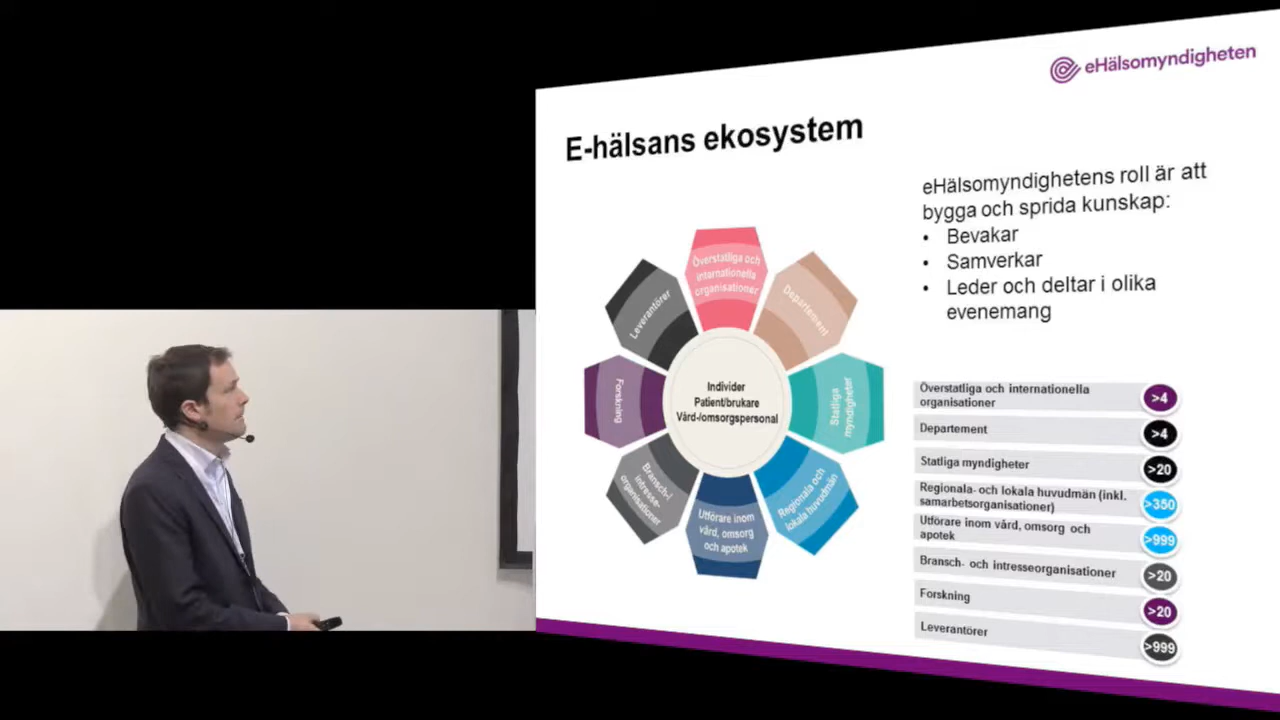 eHälsomyndigheten
E-hälsans ekosystem
eHälsomyndighetens roll är att
bygga och sprida kunskap:
• Bevakar
• Samverkar
• Leder och deltar i olika
evenemang
Överstatliga och
internationella
organisationer
Departement
Statliga
myndigheter
Regionala och
lokala huvudmän
Utförare inom
vård, omsorg
och apotek
Bransch-/
intresse-
organisationer
Forskning
Leverantörer
Individer
Patient/brukare
Vård-/omsorgspersonal
Överstatliga och internationella
organisationer
>4
Departement
>4
Statliga myndigheter
>20
Regionala- och lokala huvudmän (inkl.
samarbetsorganisationer)
>350
Utförare inom vård, omsorg och
apotek
>999
Bransch- och intresseorganisationer
>20
Forskning
>20
Leverantörer
>999